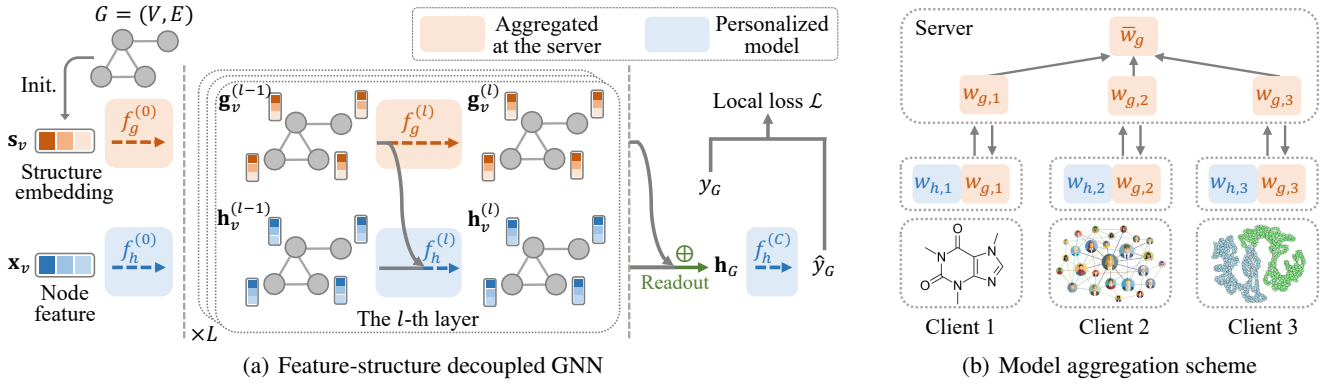 G = (V, E)
Init.
s_v
Structure
embedding
f_g^(0)
x_v
Node
feature
f_h^(0)
Aggregated
at the server
Personalized
model
g_v^(l−1)
f_g^(l)
g_v^(l)
h_v^(l−1)
f_h^(l)
h_v^(l)
The l-th layer
×L
Local loss ℒ
y_G
⊕
Readout
h_G
f_h^(C)
ŷ_G
(a) Feature-structure decoupled GNN
Server
w̅_g
w_g,1 w_g,2 w_g,3
w_h,1 w_g,1 w_h,2 w_g,2 w_h,3 w_g,3
O
N
N
O
N
N
Client 1 Client 2 Client 3
(b) Model aggregation scheme